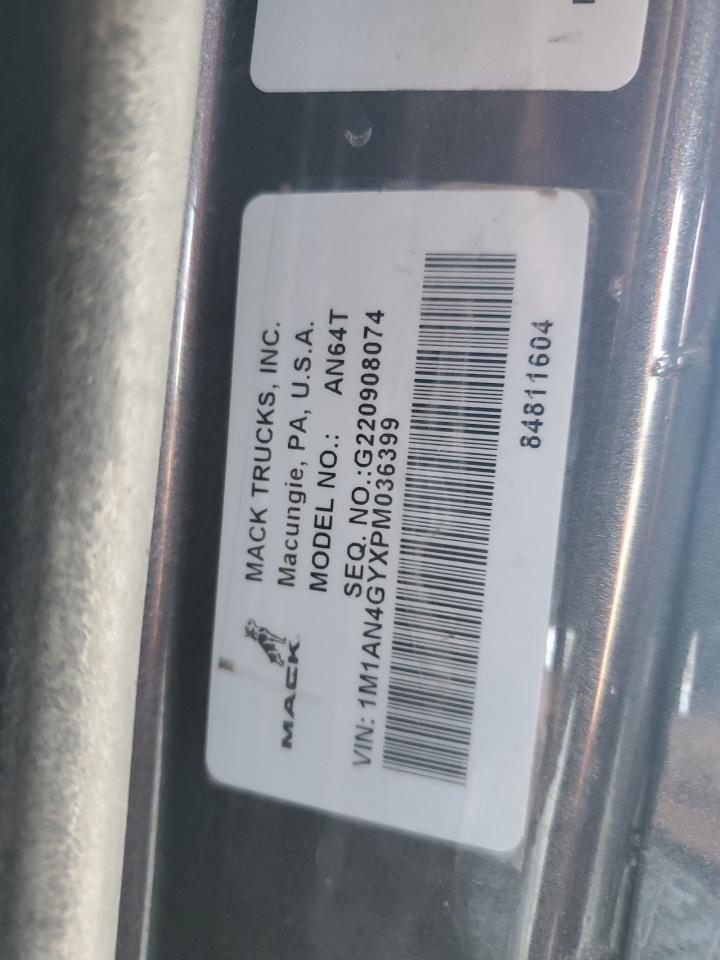 MACK TRUCKS, INC.
Macungie, PA, U.S.A.
MACK
MODEL NO.: AN64T
SEQ. NO.:G220908074
VIN: 1M1AN4GYXPM036399
84811604